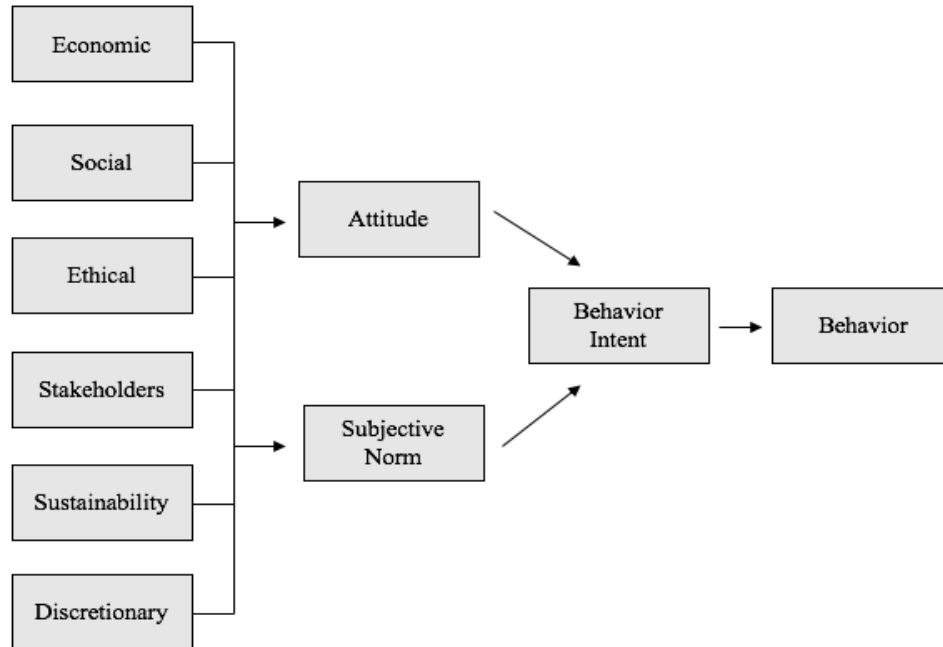 Economic
Social
Ethical
Stakeholders
Sustainability
Discretionary
Attitude
Subjective
Norm
Behavior
Intent
Behavior